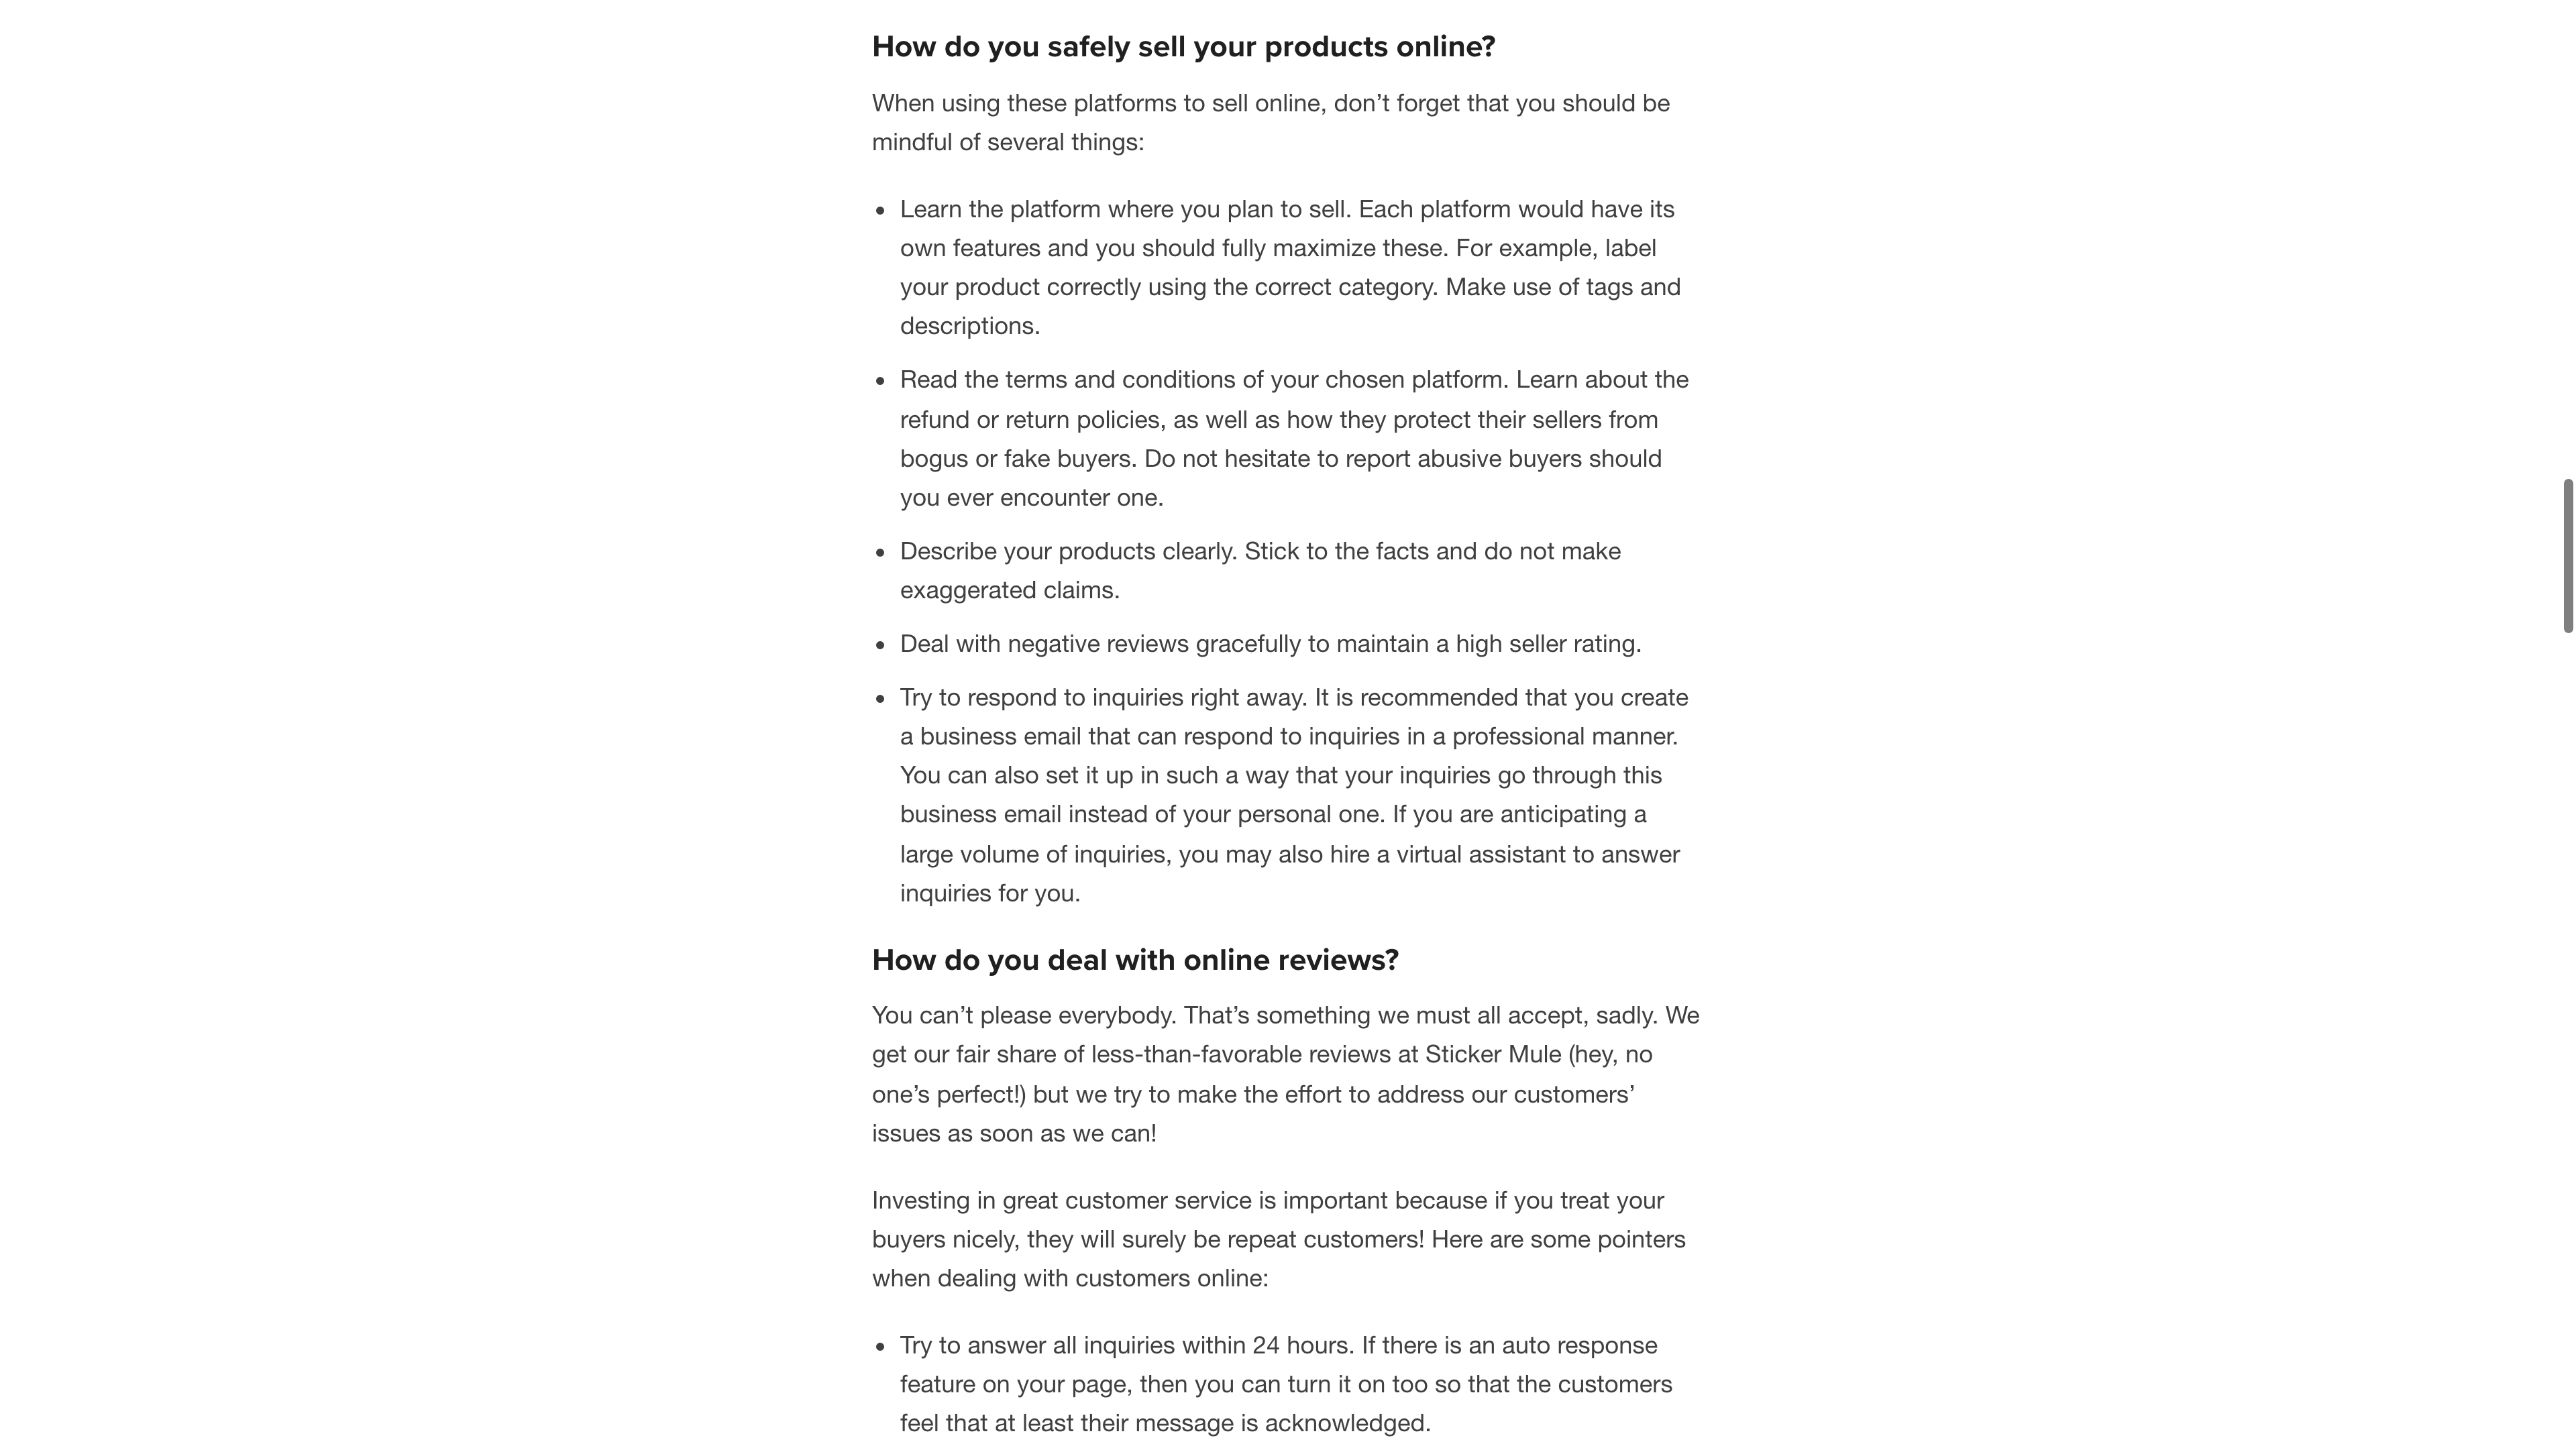 How do you safely sell your products online?
When using these platforms to sell online, don’t forget that you should be
mindful of several things:
• Learn the platform where you plan to sell. Each platform would have its
own features and you should fully maximize these. For example, label
your product correctly using the correct category. Make use of tags and
descriptions.
• Read the terms and conditions of your chosen platform. Learn about the
refund or return policies, as well as how they protect their sellers from
bogus or fake buyers. Do not hesitate to report abusive buyers should
you ever encounter one.
• Describe your products clearly. Stick to the facts and do not make
exaggerated claims.
• Deal with negative reviews gracefully to maintain a high seller rating.
• Try to respond to inquiries right away. It is recommended that you create
a business email that can respond to inquiries in a professional manner.
You can also set it up in such a way that your inquiries go through this
business email instead of your personal one. If you are anticipating a
large volume of inquiries, you may also hire a virtual assistant to answer
inquiries for you.
How do you deal with online reviews?
You can’t please everybody. That’s something we must all accept, sadly. We
get our fair share of less-than-favorable reviews at Sticker Mule (hey, no
one’s perfect!) but we try to make the effort to address our customers’
issues as soon as we can!
Investing in great customer service is important because if you treat your
buyers nicely, they will surely be repeat customers! Here are some pointers
when dealing with customers online:
• Try to answer all inquiries within 24 hours. If there is an auto response
feature on your page, then you can turn it on too so that the customers
feel that at least their message is acknowledged.